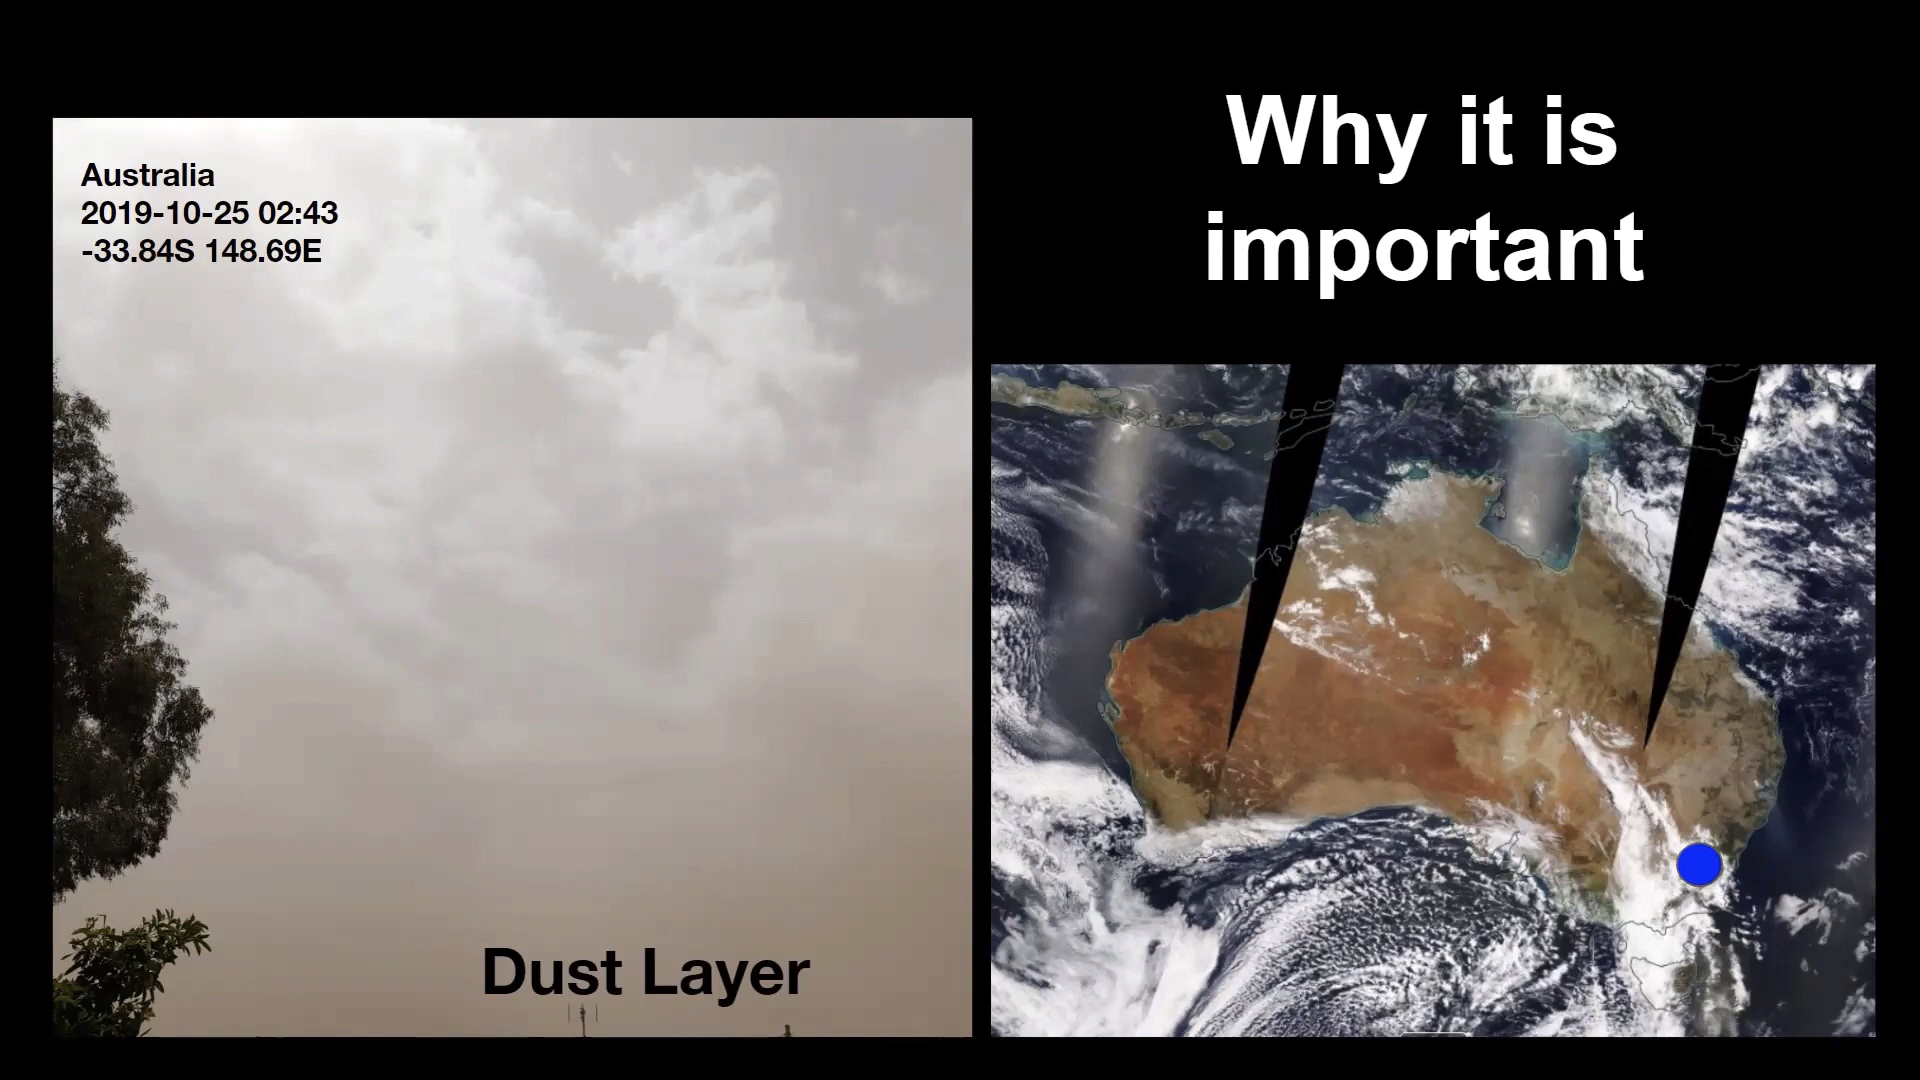 Australia
2019-10-25 02:43
-33.84S 148.69E
Dust Layer
Why it is
important